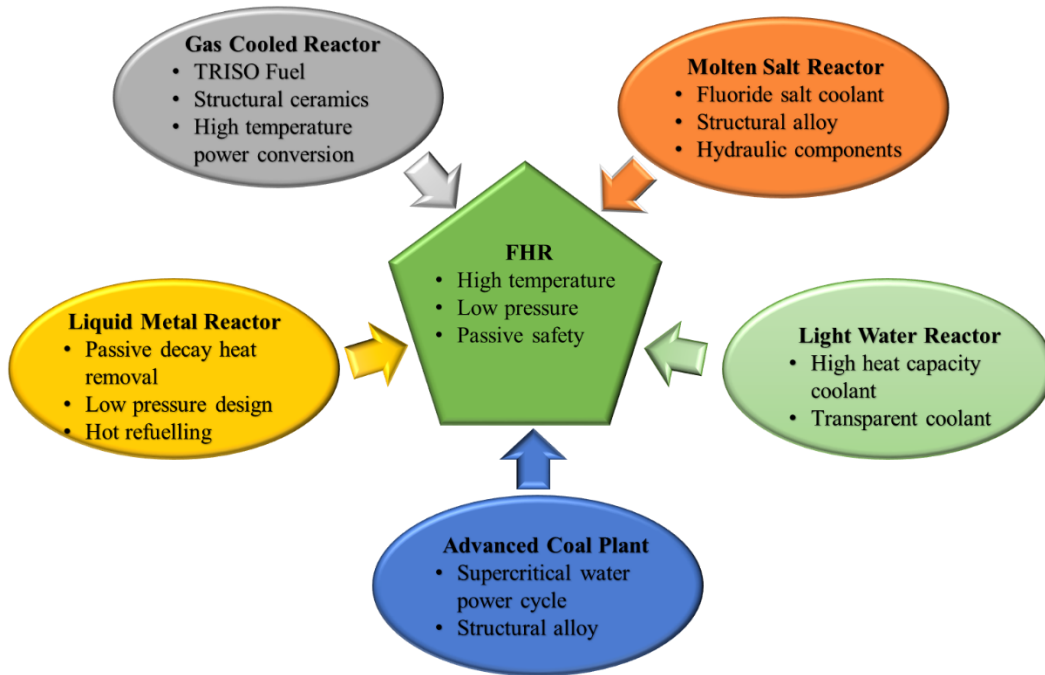 Gas Cooled Reactor
• TRISO Fuel
• Structural ceramics
• High temperature
power conversion
Molten Salt Reactor
• Fluoride salt coolant
• Structural alloy
• Hydraulic components
FHR
• High temperature
• Low pressure
• Passive safety
Liquid Metal Reactor
• Passive decay heat
removal
• Low pressure design
• Hot refuelling
Light Water Reactor
• High heat capacity
coolant
• Transparent coolant
Advanced Coal Plant
• Supercritical water
power cycle
• Structural alloy